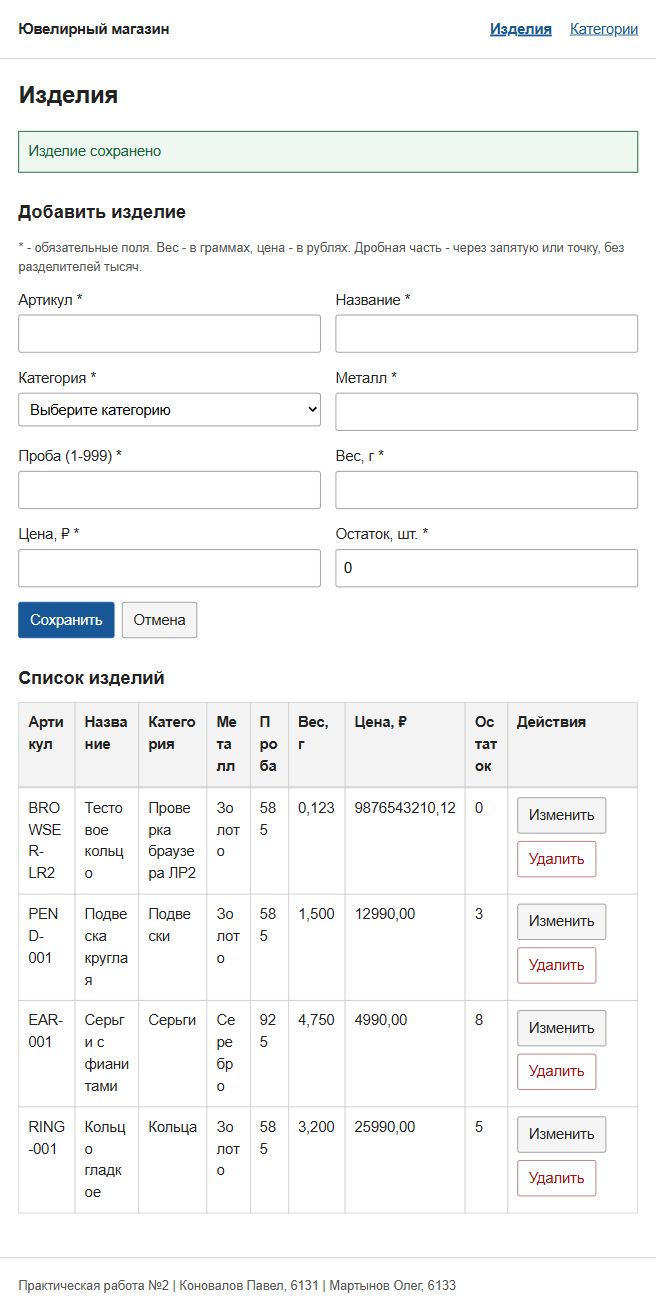 Ювелирный магазин
Изделия
Категории
Изделия
Изделие сохранено
Добавить изделие
* - обязательные поля. Вес - в граммах, цена - в рублях. Дробная часть - через запятую или точку, без
разделителей тысяч.
Артикул *
Название *
Категория *
Металл *
Выберите категорию
Проба (1-999) *
Вес, г *
Цена, ₽ *
Остаток, шт. *
0
Сохранить
Отмена
Список изделий
Арти
кул
Назва
ние
Катего
рия
Ме
та
лл
П
ро
ба
Вес,
г
Цена, ₽
Ос
тат
ок
Действия
BRO
WSE
R-
LR2
Тесто
вое
кольц
о
Прове
рка
браузе
ра ЛР2
Зо
лот
о
58
5
0,123
9876543210,12
0
Изменить
Удалить
PEN
D-
001
Подве
ска
кругла
я
Подве
ски
Зо
лот
о
58
5
1,500
12990,00
3
Изменить
Удалить
EAR-
001
Серьг
и с
фиани
тами
Серьги
Се
ре
бр
о
92
5
4,750
4990,00
8
Изменить
Удалить
RING
-001
Кольц
о
гладк
ое
Кольца
Зо
лот
о
58
5
3,200
25990,00
5
Изменить
Удалить
Практическая работа №2 | Коновалов Павел, 6131 | Мартынов Олег, 6133